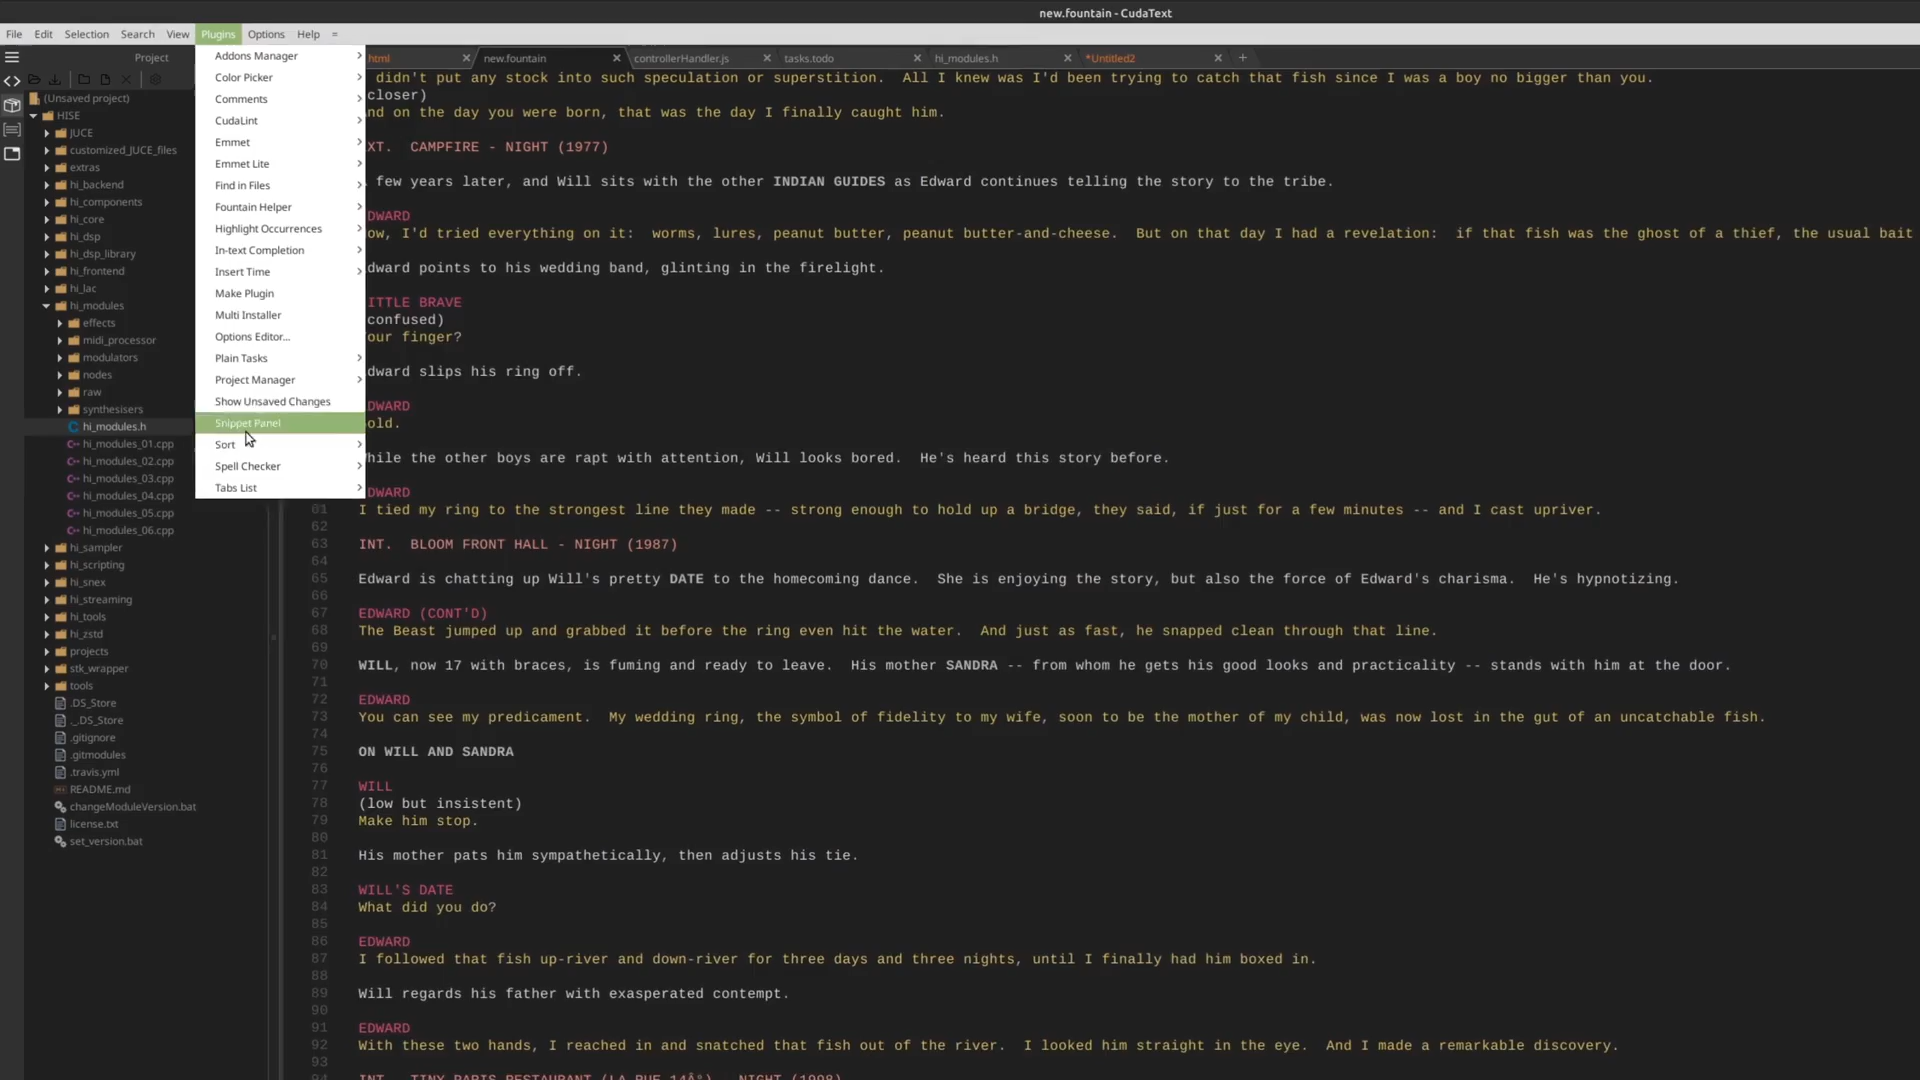 new.fountain - CudaText
File Edit Selection Search View Plugins Options Help =
Project
html
new.fountain
controllerHandler.js
tasks.todo
hi_modules.h
*Untitled2
(Unsaved project)
HISE
JUCE
customized_JUCE_files
extras
hi_backend
hi_components
hi_core
hi_dsp
hi_dsp_library
hi_frontend
hi_lac
hi_modules
effects
midi_processor
modulators
nodes
raw
synthesisers
hi_modules.h
hi_modules_01.cpp
hi_modules_02.cpp
hi_modules_03.cpp
hi_modules_04.cpp
hi_modules_05.cpp
hi_modules_06.cpp
hi_sampler
hi_scripting
hi_snex
hi_streaming
hi_tools
hi_zstd
projects
stk_wrapper
tools
.DS_Store
._.DS_Store
.gitignore
.gitmodules
.travis.yml
README.md
changeModuleVersion.bat
license.txt
set_version.bat
Addons Manager
Color Picker
Comments
CudaLint
Emmet
Emmet Lite
Find in Files
Fountain Helper
Highlight Occurrences
In-text Completion
Insert Time
Make Plugin
Multi Installer
Options Editor...
Plain Tasks
Project Manager
Show Unsaved Changes
Snippet Panel
Sort
Spell Checker
Tabs List
didn't put any stock into such speculation or superstition.  All I knew was I'd been trying to catch that fish since I was a boy no bigger than you.
closer)
nd on the day you were born, that was the day I finally caught him.
XT.  CAMPFIRE - NIGHT (1977)
few years later, and Will sits with the other INDIAN GUIDES as Edward continues telling the story to the tribe.
DWARD
ow, I'd tried everything on it:  worms, lures, peanut butter, peanut butter-and-cheese.  But on that day I had a revelation:  if that fish was the ghost of a thief, the usual bait
dward points to his wedding band, glinting in the firelight.
ITTLE BRAVE
confused)
our finger?
dward slips his ring off.
DWARD
old.
hile the other boys are rapt with attention, Will looks bored.  He's heard this story before.
DWARD
61 I tied my ring to the strongest line they made -- strong enough to hold up a bridge, they said, if just for a few minutes -- and I cast upriver.
62
63 INT.  BLOOM FRONT HALL - NIGHT (1987)
64
65 Edward is chatting up Will's pretty DATE to the homecoming dance.  She is enjoying the story, but also the force of Edward's charisma.  He's hypnotizing.
66
67 EDWARD (CONT'D)
68 The Beast jumped up and grabbed it before the ring even hit the water.  And just as fast, he snapped clean through that line.
69
70 WILL, now 17 with braces, is fuming and ready to leave.  His mother SANDRA -- from whom he gets his good looks and practicality -- stands with him at the door.
71
72 EDWARD
73 You can see my predicament.  My wedding ring, the symbol of fidelity to my wife, soon to be the mother of my child, was now lost in the gut of an uncatchable fish.
74
75 ON WILL AND SANDRA
76
77 WILL
78 (low but insistent)
79 Make him stop.
80
81 His mother pats him sympathetically, then adjusts his tie.
82
83 WILL'S DATE
84 What did you do?
85
86 EDWARD
87 I followed that fish up-river and down-river for three days and three nights, until I finally had him boxed in.
88
89 Will regards his father with exasperated contempt.
90
91 EDWARD
92 With these two hands, I reached in and snatched that fish out of the river.  I looked him straight in the eye.  And I made a remarkable discovery.
93
94 INT.  TINY PARIS RESTAURANT (LA RUE 14Â°) - NIGHT (1998)